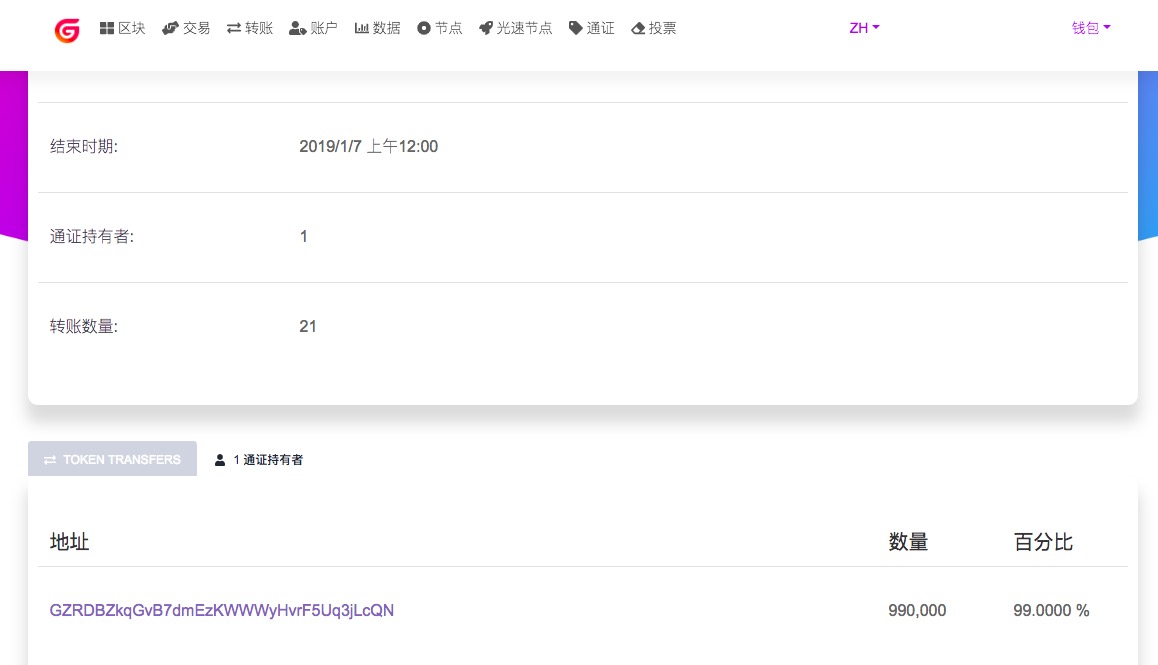 区块 交易 转账 账户 数据 节点 光速节点 通证 投票 ZH 钱包
结束时期: 2019/1/7 上午12:00
通证持有者: 1
转账数量: 21
TOKEN TRANSFERS 1 通证持有者
地址 数量 百分比
GZRDBZkqGvB7dmEzKWWWyHvrF5Uq3jLcQN 990,000 99.0000 %